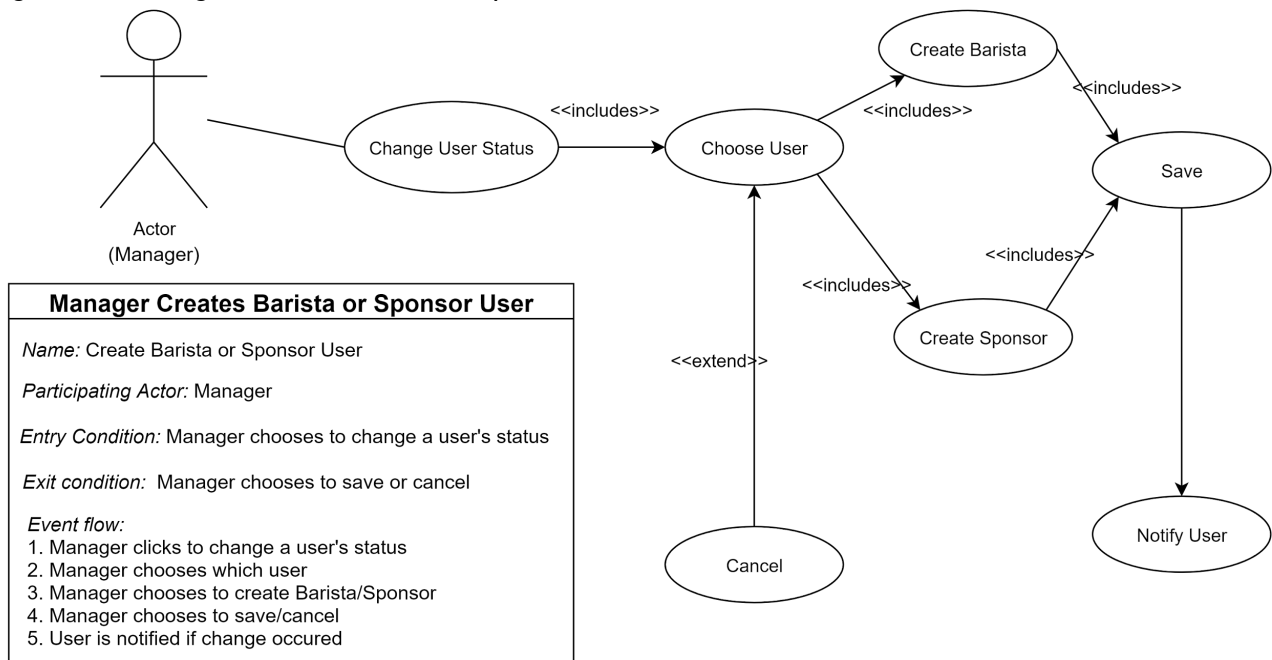 Create Barista
<<includes>>
<<includes>>
<<includes>>
Change User Status
Choose User
Save
Actor
(Manager)
<<includes>>
<<includes>>
Create Sponsor
<<extend>>
Notify User
Cancel
Manager Creates Barista or Sponsor User
Name: Create Barista or Sponsor User
Participating Actor: Manager
Entry Condition: Manager chooses to change a user's status
Exit condition: Manager chooses to save or cancel
Event flow:
1. Manager clicks to change a user's status
2. Manager chooses which user
3. Manager chooses to create Barista/Sponsor
4. Manager chooses to save/cancel
5. User is notified if change occured